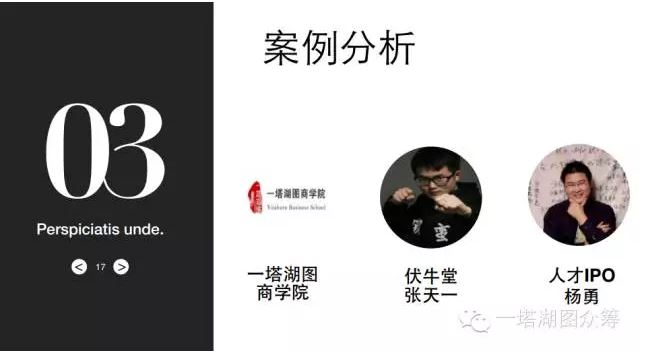 案例分析
03
Perspiciatis unde.
< 17 >
一塔湖图商学院
Yitahutu Business School
一塔湖图
商学院
蛮
伏牛堂
张天一
人才IPO
杨勇
一塔湖图众筹